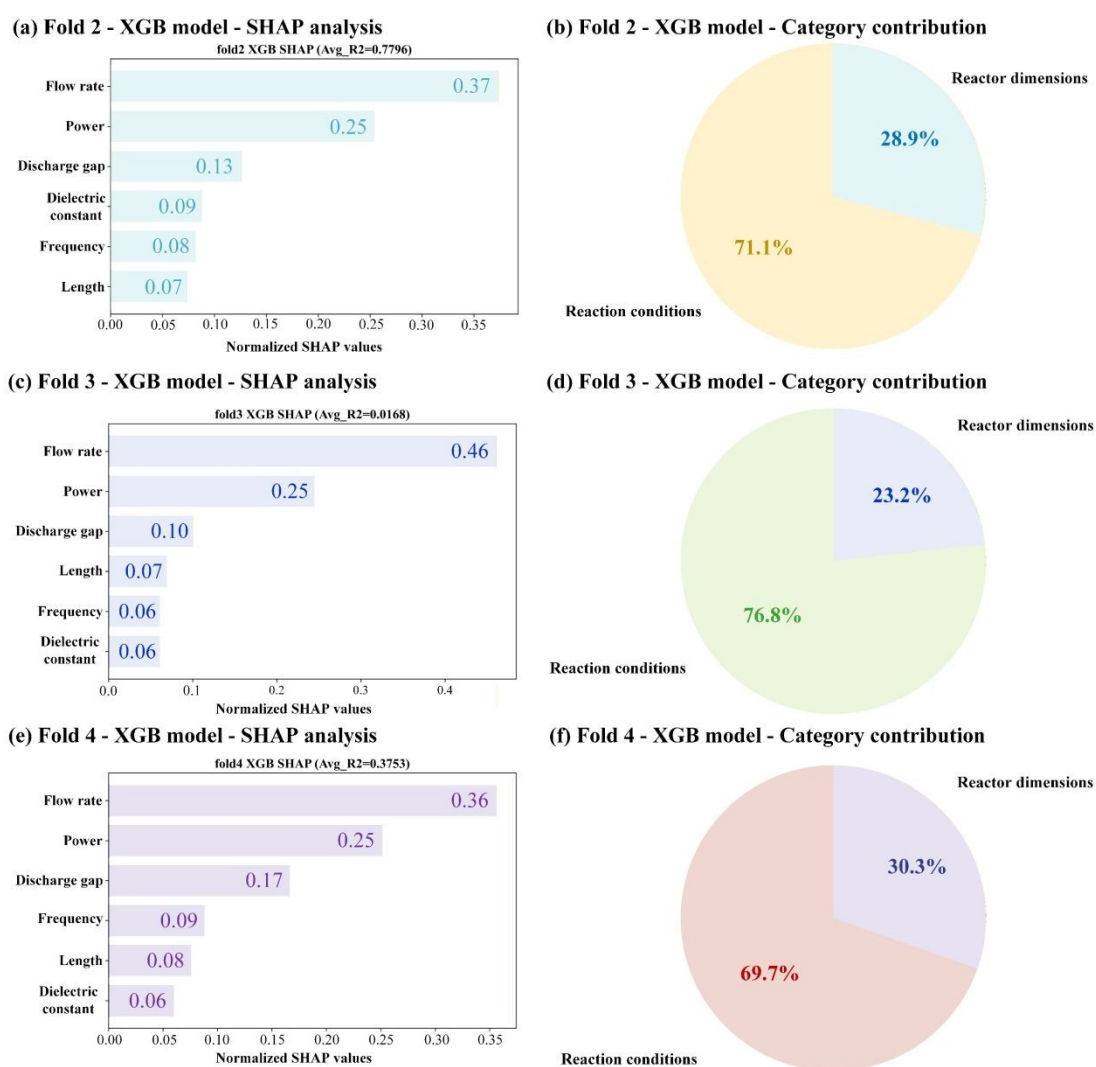 (a) Fold 2 - XGB model - SHAP analysis
fold2 XGB SHAP (Avg_R2=0.7796)
Flow rate
0.37
Power
0.25
Discharge gap
0.13
Dielectric
constant
0.09
Frequency
0.08
Length
0.07
0.00 0.05 0.10 0.15 0.20 0.25 0.30 0.35
Normalized SHAP values
(b) Fold 2 - XGB model - Category contribution
Reactor dimensions
28.9%
71.1%
Reaction conditions
(c) Fold 3 - XGB model - SHAP analysis
fold3 XGB SHAP (Avg_R2=0.0168)
Flow rate
0.46
Power
0.25
Discharge gap
0.10
Length
0.07
Frequency
0.06
Dielectric
constant
0.06
0.0 0.1 0.2 0.3 0.4
Normalized SHAP values
(d) Fold 3 - XGB model - Category contribution
Reactor dimensions
23.2%
76.8%
Reaction conditions
(e) Fold 4 - XGB model - SHAP analysis
fold4 XGB SHAP (Avg_R2=0.3753)
Flow rate
0.36
Power
0.25
Discharge gap
0.17
Frequency
0.09
Length
0.08
Dielectric
constant
0.06
0.00 0.05 0.10 0.15 0.20 0.25 0.30 0.35
Normalized SHAP values
(f) Fold 4 - XGB model - Category contribution
Reactor dimensions
30.3%
69.7%
Reaction conditions